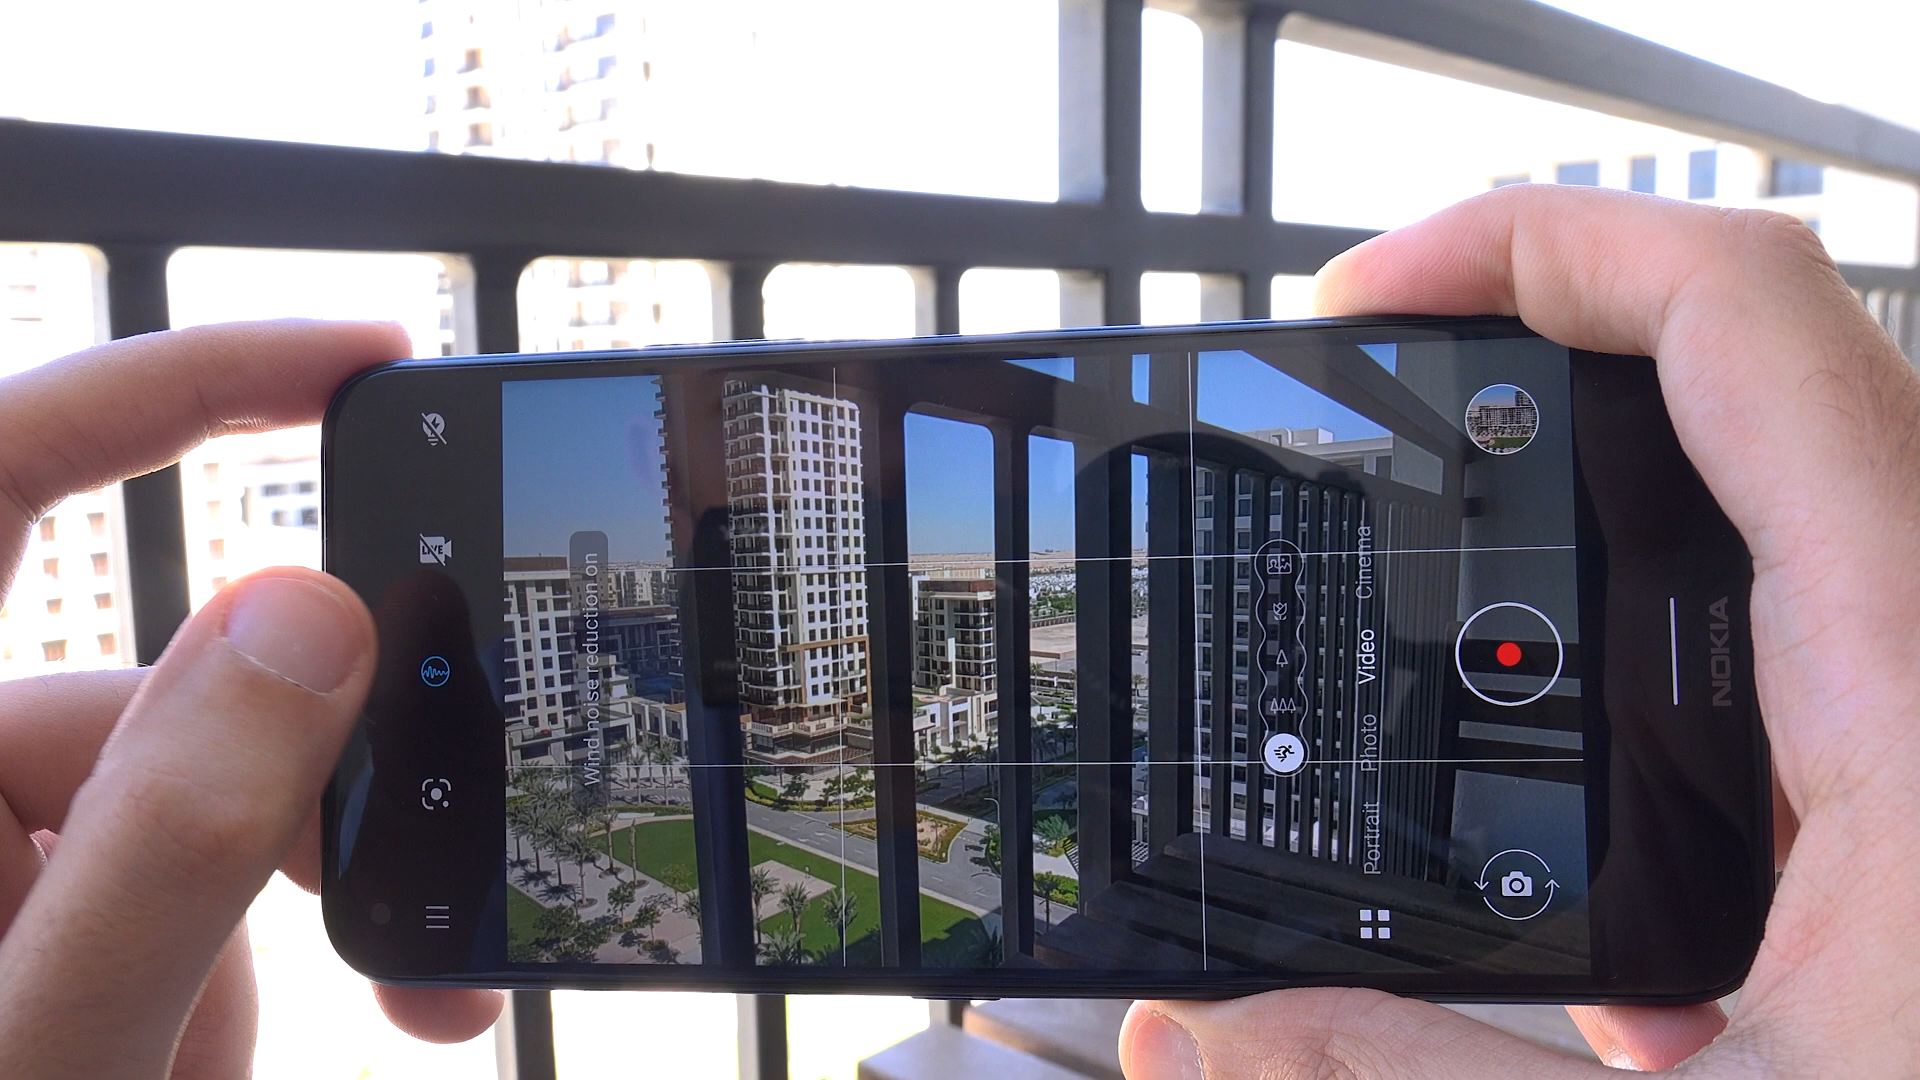 LIVE
Wind noise reduction on
Portrait
Photo
Video
Cinema
NOKIA